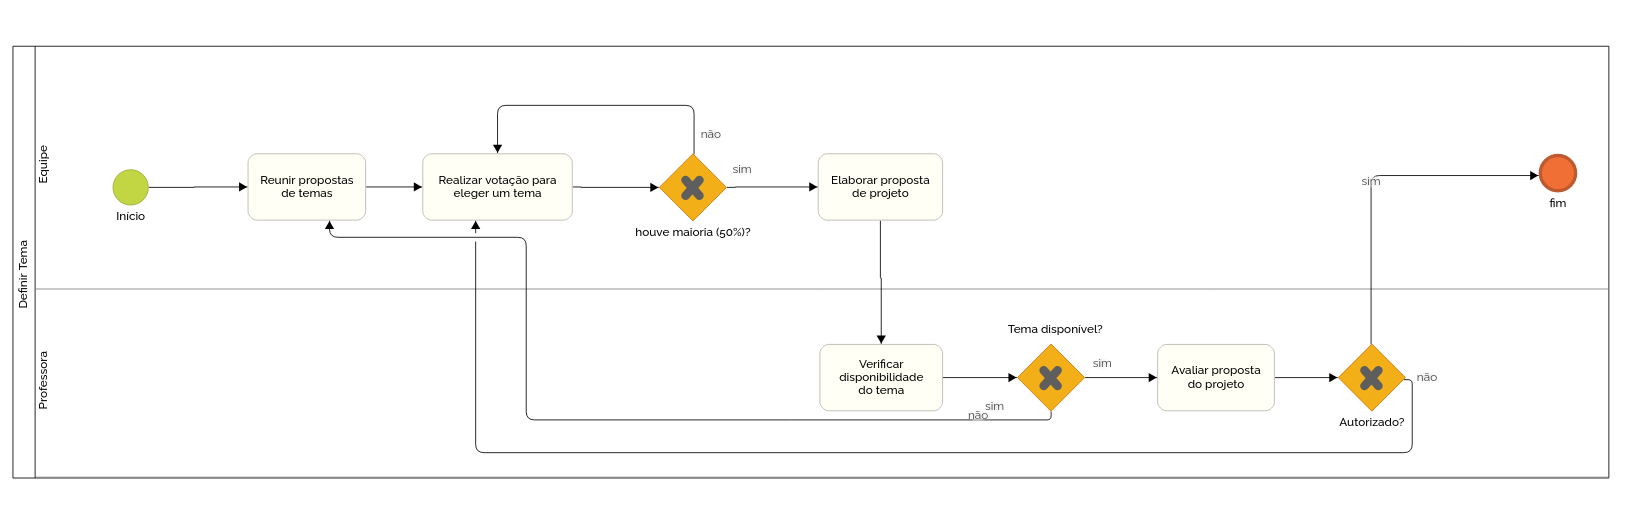 Definir Tema
Equipe
Início
Reunir propostas
de temas
Realizar votação para
eleger um tema
não
sim
houve maioria (50%)?
Elaborar proposta
de projeto
sim
fim
Professora
Verificar
disponibilidade
do tema
Tema disponível?
sim
sim
não
Avaliar proposta
do projeto
não
Autorizado?